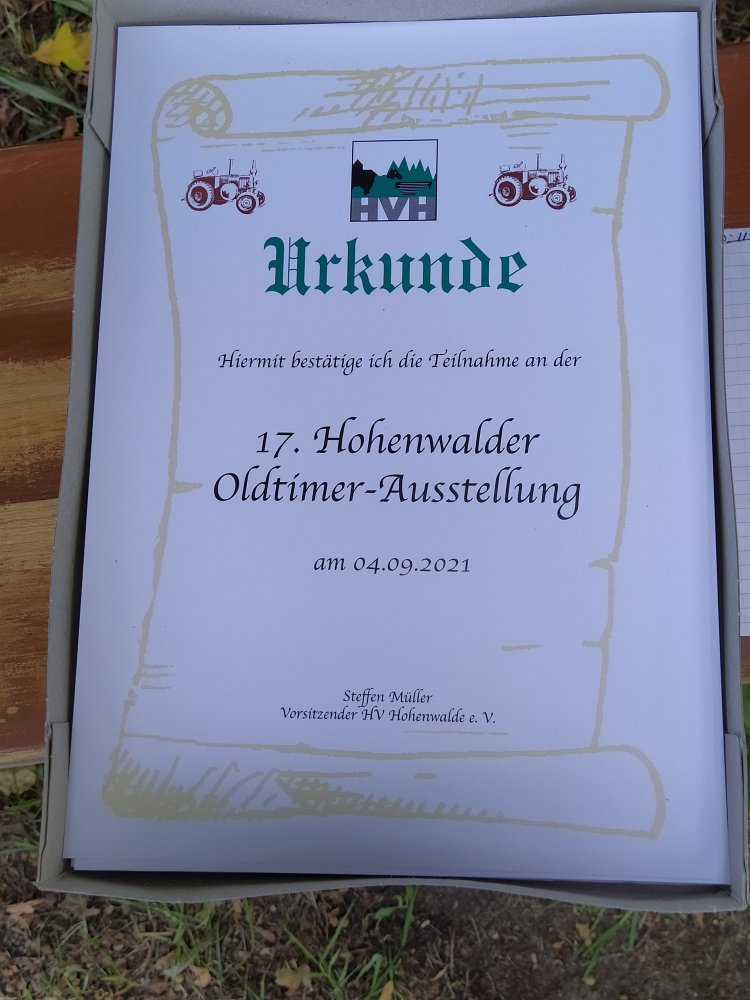 HVH
Urkunde
Hiermit bestätige ich die Teilnahme an der
17. Hohenwalder
Oldtimer-Ausstellung
am 04.09.2021
Steffen Müller
Vorsitzender HV Hohenwalde e. V.